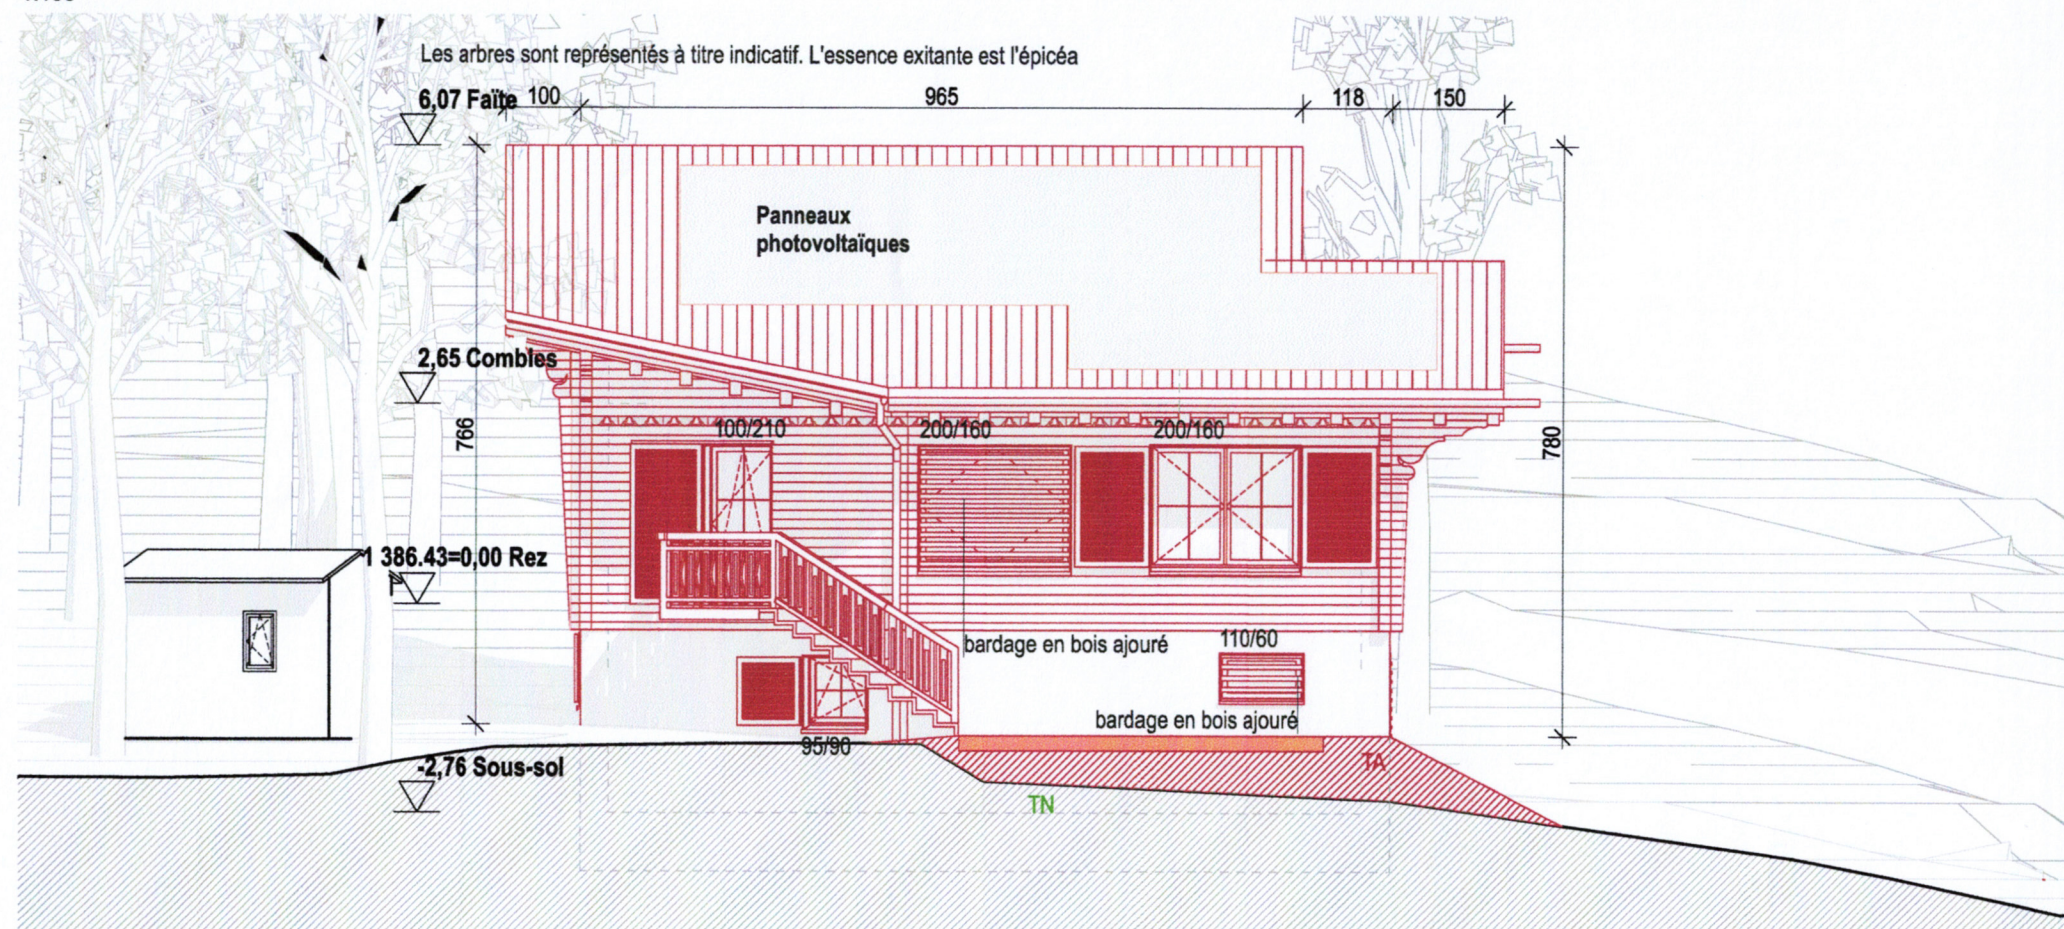 Les arbres sont représentés à titre indicatif. L'essence exitante est l'épicéa
6,07 Faîte
100
965
118
150
Panneaux
photovoltaïques
2,65 Combles
766
780
100/210
200/160
200/160
1 386.43=0,00 Rez
bardage en bois ajouré
110/60
bardage en bois ajouré
95/90
-2,76 Sous-sol
TA
TN